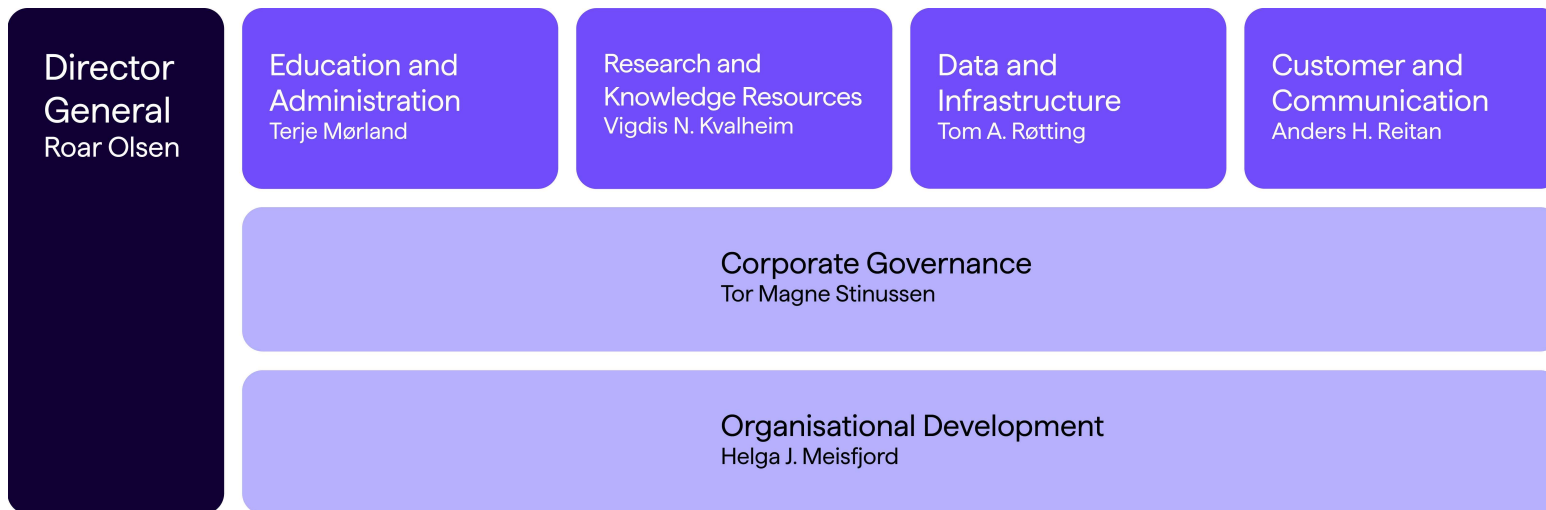 Director
General
Roar Olsen
Education and
Administration
Terje Mørland
Research and
Knowledge Resources
Vigdis N. Kvalheim
Data and
Infrastructure
Tom A. Røtting
Customer and
Communication
Anders H. Reitan
Corporate Governance
Tor Magne Stinussen
Organisational Development
Helga J. Meisfjord